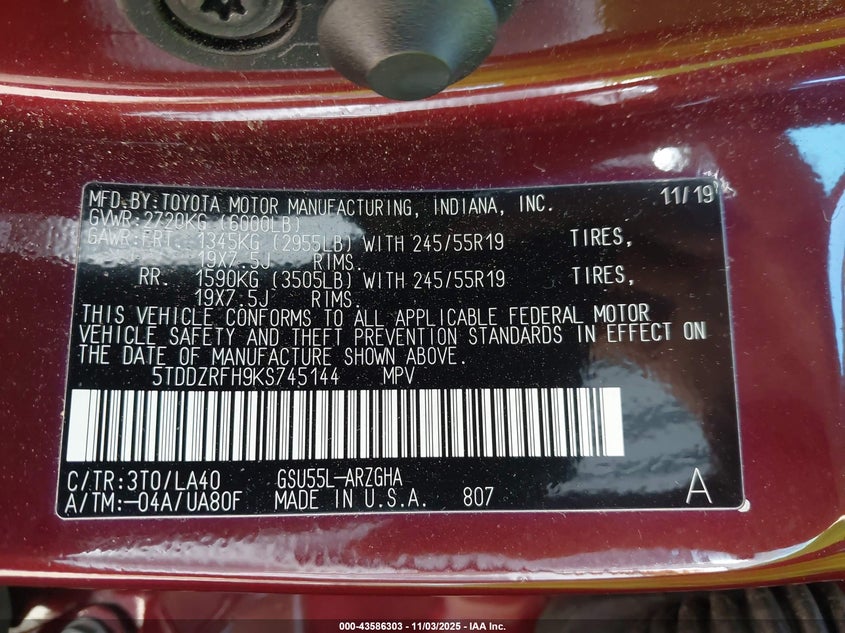 MFD.BY:TOYOTA MOTOR MANUFACTURING, INDIANA, INC. 11/19
GVWR:2720KG (6000LB)
GAWR:FRT. 1345KG (2955LB) WITH 245/55R19 TIRES,
19X7.5J RIMS.
RR. 1590KG (3505LB) WITH 245/55R19 TIRES,
19X7.5J RIMS.
THIS VEHICLE CONFORMS TO ALL APPLICABLE FEDERAL MOTOR
VEHICLE SAFETY AND THEFT PREVENTION STANDARDS IN EFFECT ON
THE DATE OF MANUFACTURE SHOWN ABOVE.
5TDDZRFH9KS745144 MPV
C/TR:3T0/LA40 GSU55L-ARZGHA
A/TM:-04A/UA80F MADE IN U.S.A. 807 A
000-43586303 - 11/03/2025 - IAA Inc.